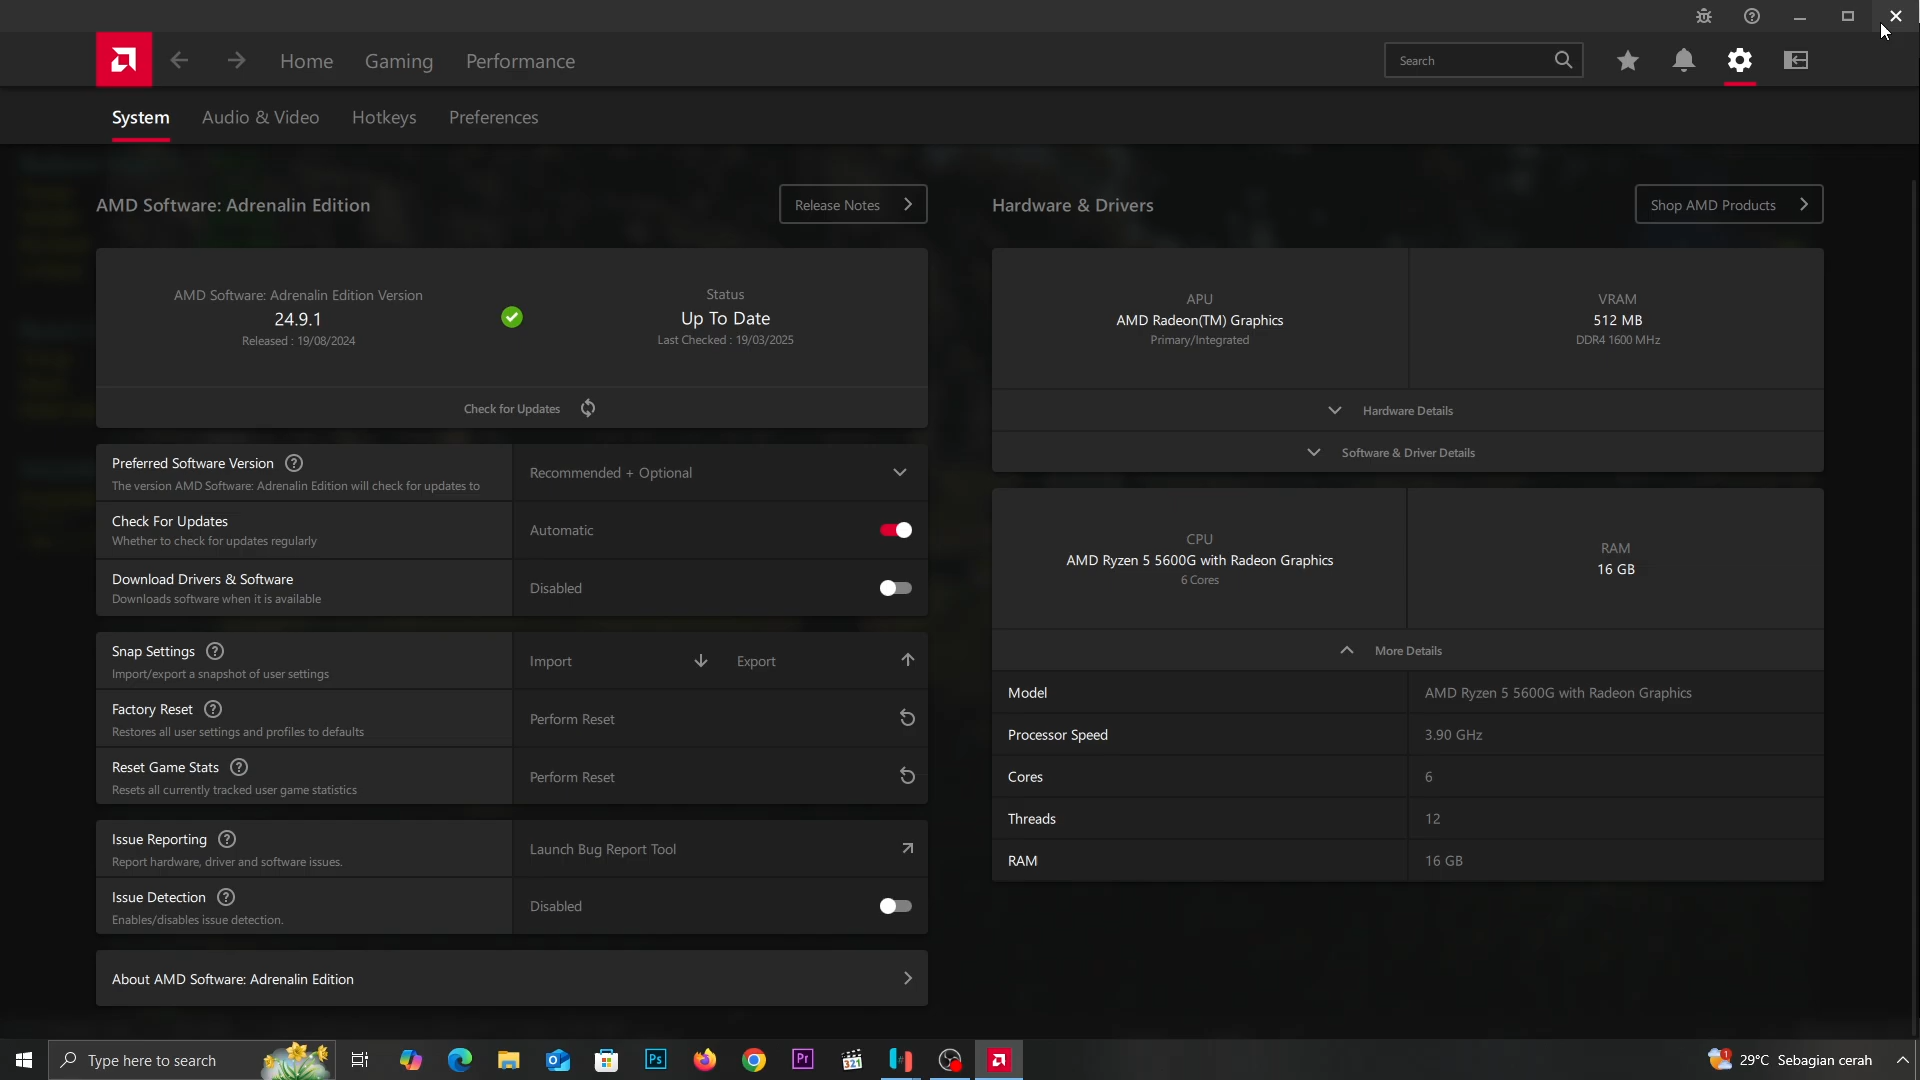 Home
Gaming
Performance
Search
System
Audio & Video
Hotkeys
Preferences
AMD Software: Adrenalin Edition
Release Notes
AMD Software: Adrenalin Edition Version
24.9.1
Released : 19/08/2024
Status
Up To Date
Last Checked : 19/03/2025
Check for Updates
Preferred Software Version
The version AMD Software: Adrenalin Edition will check for updates to
Recommended + Optional
Check For Updates
Whether to check for updates regularly
Automatic
Download Drivers & Software
Downloads software when it is available
Disabled
Snap Settings
Import/export a snapshot of user settings
Import
Export
Factory Reset
Restores all user settings and profiles to defaults
Perform Reset
Reset Game Stats
Resets all currently tracked user game statistics
Perform Reset
Issue Reporting
Report hardware, driver and software issues.
Launch Bug Report Tool
Issue Detection
Enables/disables issue detection.
Disabled
About AMD Software: Adrenalin Edition
Hardware & Drivers
Shop AMD Products
APU
AMD Radeon(TM) Graphics
Primary/Integrated
VRAM
512 MB
DDR4 1600 MHz
Hardware Details
Software & Driver Details
CPU
AMD Ryzen 5 5600G with Radeon Graphics
6 Cores
RAM
16 GB
More Details
Model
AMD Ryzen 5 5600G with Radeon Graphics
Processor Speed
3.90 GHz
Cores
6
Threads
12
RAM
16 GB
Type here to search
Ps
Pr
321
1
29°C Sebagian cerah